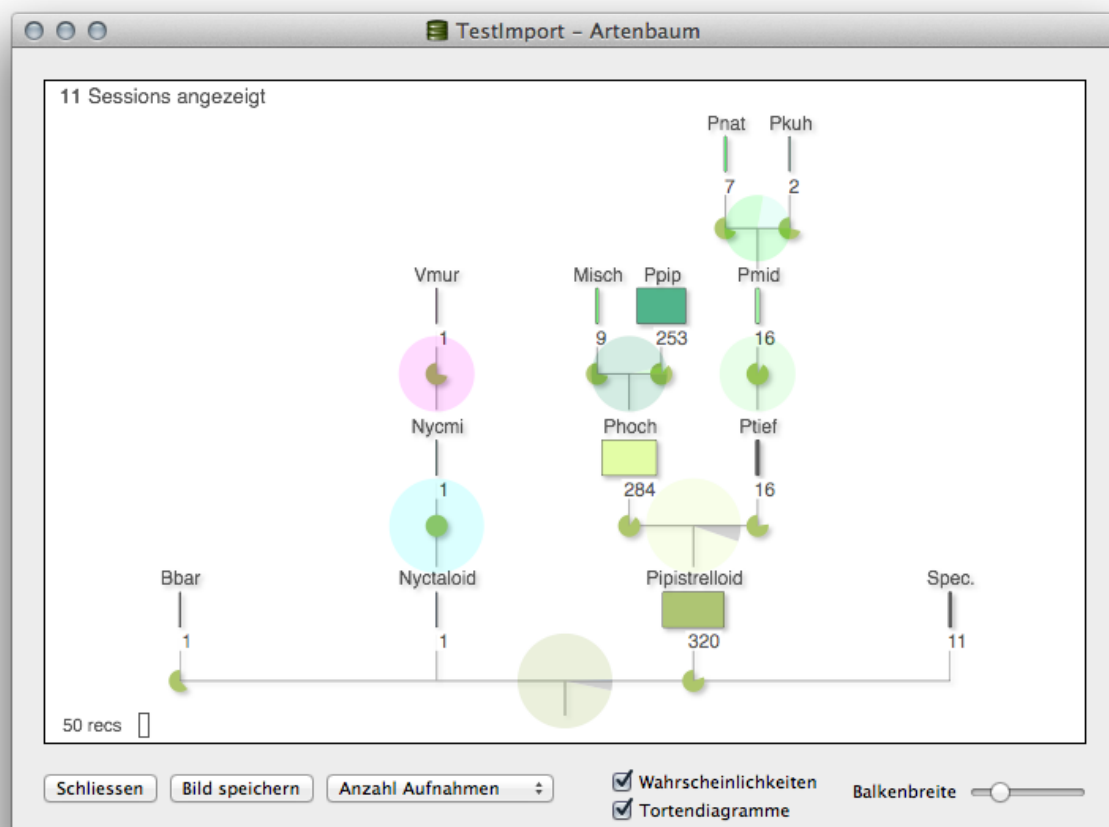 TestImport – Artenbaum
11 Sessions angezeigt
Pnat Pkuh
7 2
Vmur Misch Ppip Pmid
1 9 253 16
Nycmi Phoch Ptief
1 284 16
Bbar Nyctaloid Pipistrelloid Spec.
1 1 320 11
50 recs
Schliessen Bild speichern Anzahl Aufnahmen Wahrscheinlichkeiten Balkenbreite
Tortendiagramme